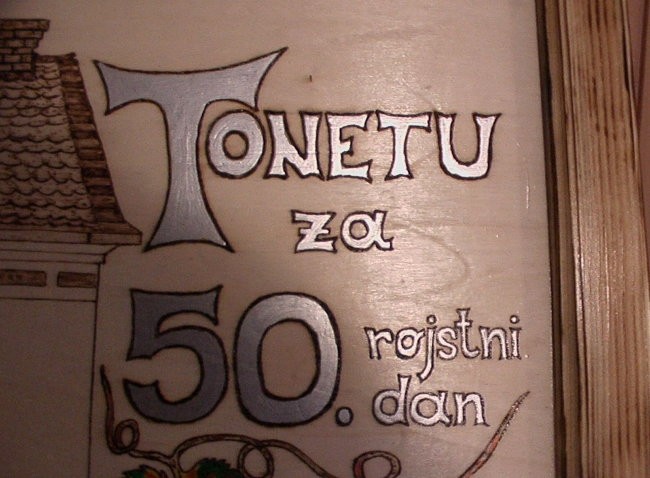 TONETU
za
50. rojstni
dan